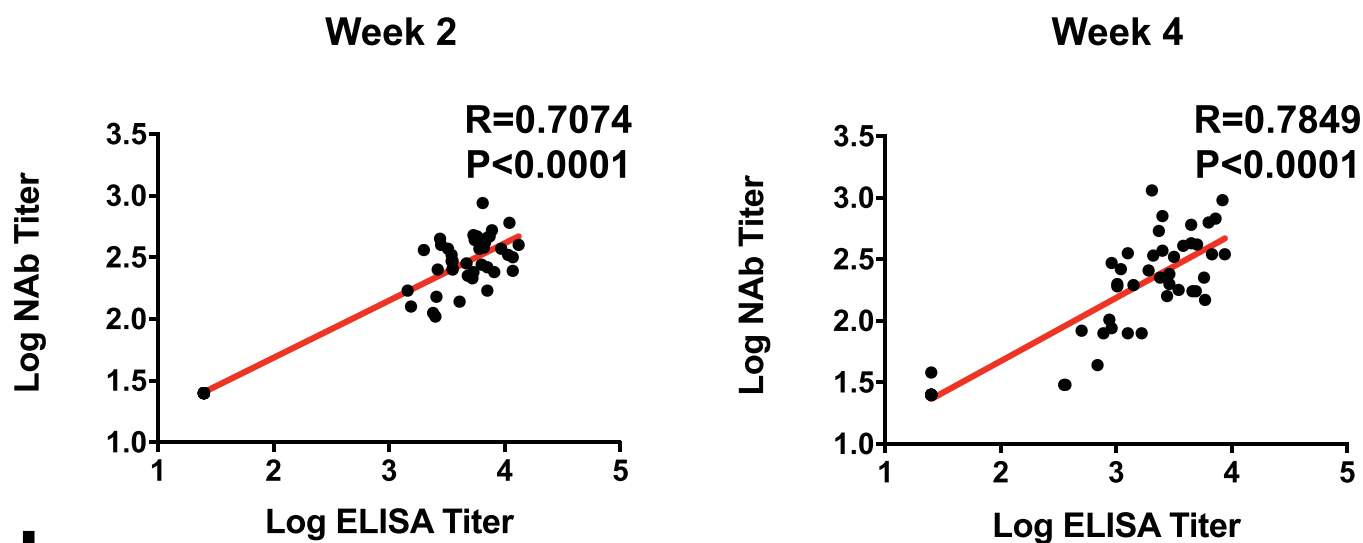 Week 2
R=0.7074
P<0.0001
Log NAb Titer
3.5
3.0
2.5
2.0
1.5
1.0
1 2 3 4 5
Log ELISA Titer
Week 4
R=0.7849
P<0.0001
Log NAb Titer
3.5
3.0
2.5
2.0
1.5
1.0
1 2 3 4 5
Log ELISA Titer